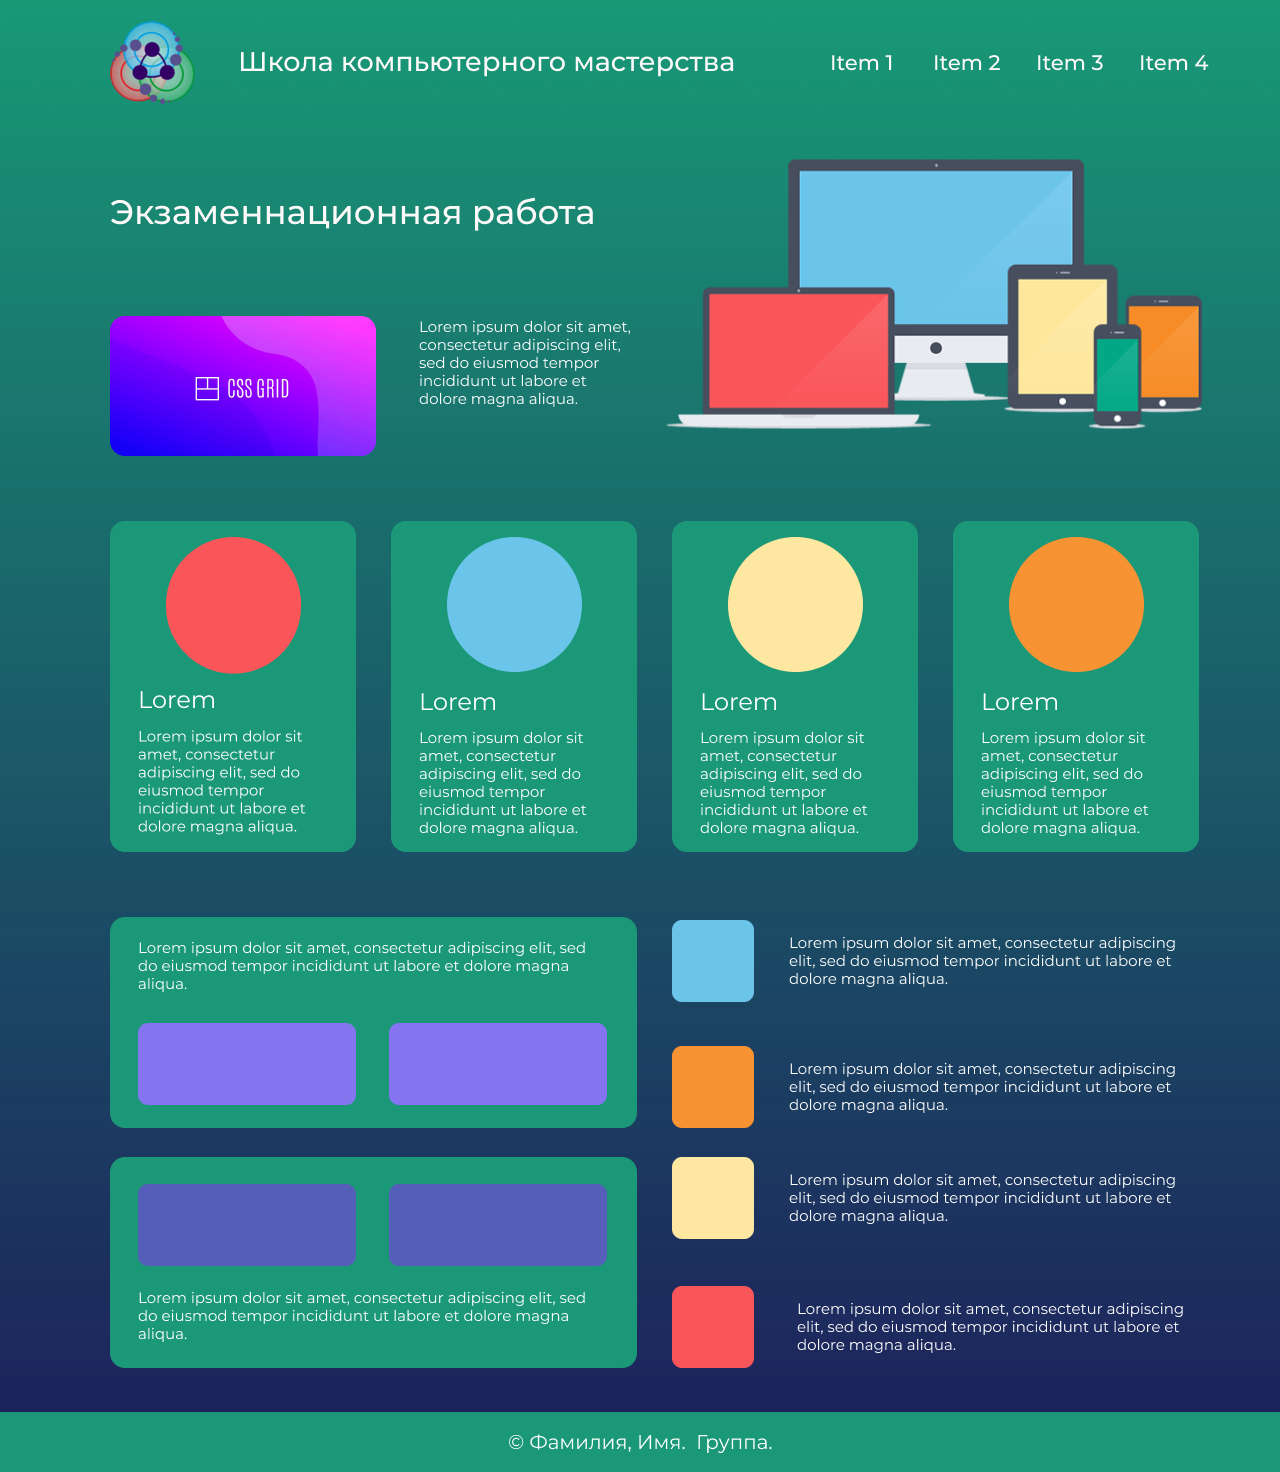 Школа компьютерного мастерства
Item 1
Item 2
Item 3
Item 4
Экзаменнационная работа
CSS GRID
Lorem ipsum dolor sit amet,
consectetur adipiscing elit,
sed do eiusmod tempor
incididunt ut labore et
dolore magna aliqua.
Lorem
Lorem ipsum dolor sit
amet, consectetur
adipiscing elit, sed do
eiusmod tempor
incididunt ut labore et
dolore magna aliqua.
Lorem
Lorem ipsum dolor sit
amet, consectetur
adipiscing elit, sed do
eiusmod tempor
incididunt ut labore et
dolore magna aliqua.
Lorem
Lorem ipsum dolor sit
amet, consectetur
adipiscing elit, sed do
eiusmod tempor
incididunt ut labore et
dolore magna aliqua.
Lorem
Lorem ipsum dolor sit
amet, consectetur
adipiscing elit, sed do
eiusmod tempor
incididunt ut labore et
dolore magna aliqua.
Lorem ipsum dolor sit amet, consectetur adipiscing elit, sed
do eiusmod tempor incididunt ut labore et dolore magna
aliqua.
Lorem ipsum dolor sit amet, consectetur adipiscing elit, sed
do eiusmod tempor incididunt ut labore et dolore magna
aliqua.
Lorem ipsum dolor sit amet, consectetur adipiscing
elit, sed do eiusmod tempor incididunt ut labore et
dolore magna aliqua.
Lorem ipsum dolor sit amet, consectetur adipiscing
elit, sed do eiusmod tempor incididunt ut labore et
dolore magna aliqua.
Lorem ipsum dolor sit amet, consectetur adipiscing
elit, sed do eiusmod tempor incididunt ut labore et
dolore magna aliqua.
Lorem ipsum dolor sit amet, consectetur adipiscing
elit, sed do eiusmod tempor incididunt ut labore et
dolore magna aliqua.
© Фамилия, Имя.  Группа.